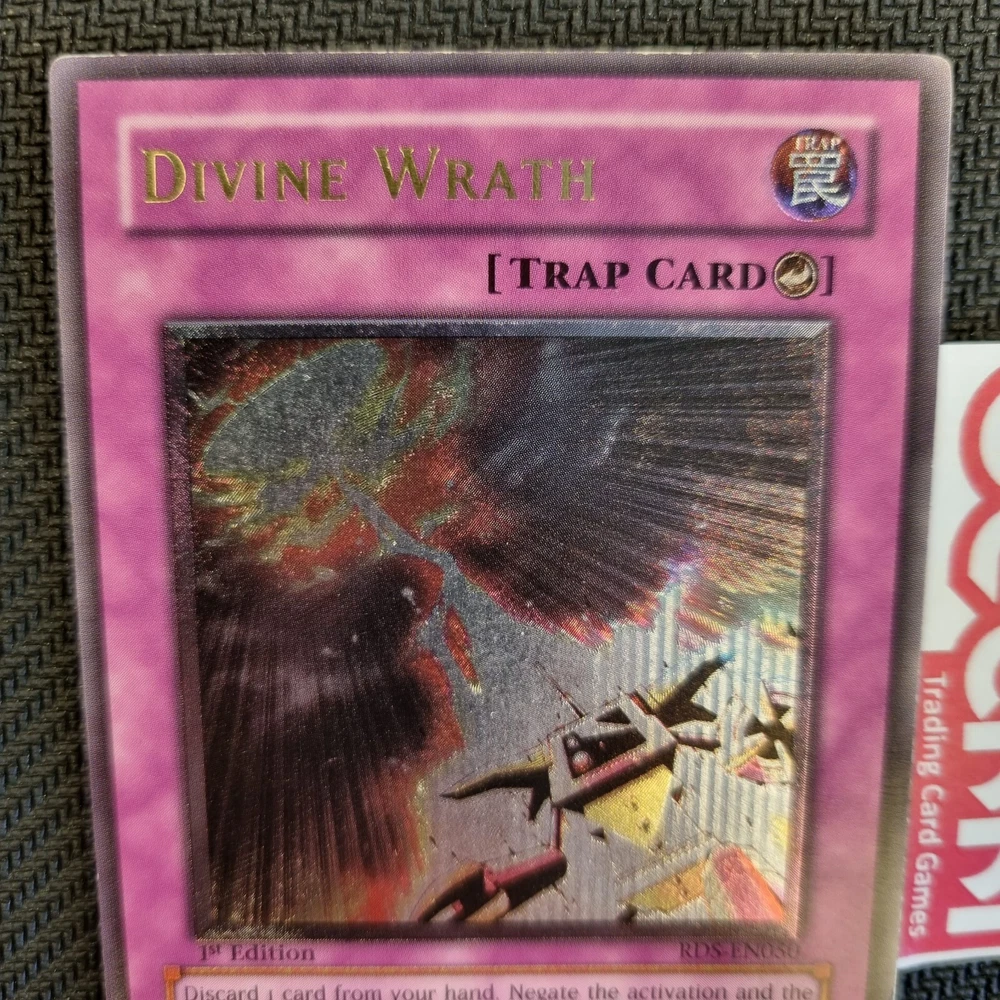 DIVINE WRATH
TRAP
罠
[TRAP CARD]
1st Edition
RDS-EN050
Discard 1 card from your hand. Negate the activation and the
Trading Card Games